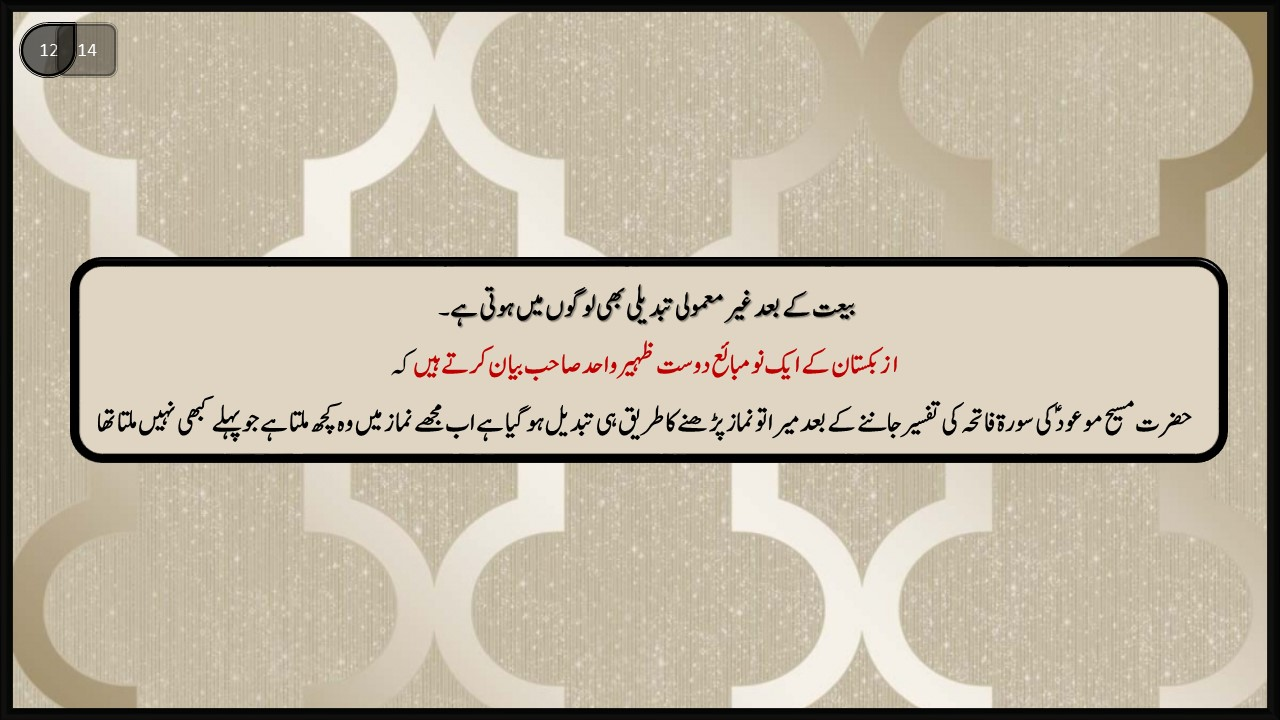 12 14
بیعت کے بعد غیر معمولی تبدیلی بھی لوگوں میں ہوتی ہے۔
ازبکستان کے ایک نو مبائع دوست ظہیر واحد صاحب بیان کرتے ہیں کہ
حضرت مسیح موعودؑ کی سورۃ فاتحہ کی تفسیر جاننے کے بعد میرا تو نماز پڑھنے کا طریق ہی تبدیل ہو گیا ہے اب مجھے نماز میں وہ کچھ ملتا ہے جو پہلے کبھی نہیں ملتا تھا